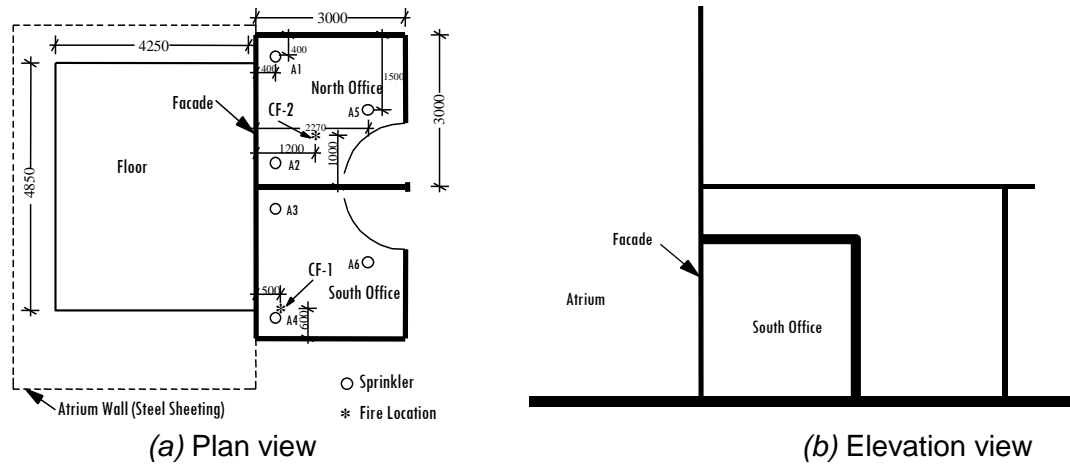 3000
4250
400
A1
400
1500
North Office
Facade
CF-2
A5
3000
2270
1200
1000
A2
Floor
4850
A3
A6
CF-1
500
South Office
A4
600
Sprinkler
Fire Location
Atrium Wall (Steel Sheeting)
(a) Plan view
Facade
Atrium
South Office
(b) Elevation view